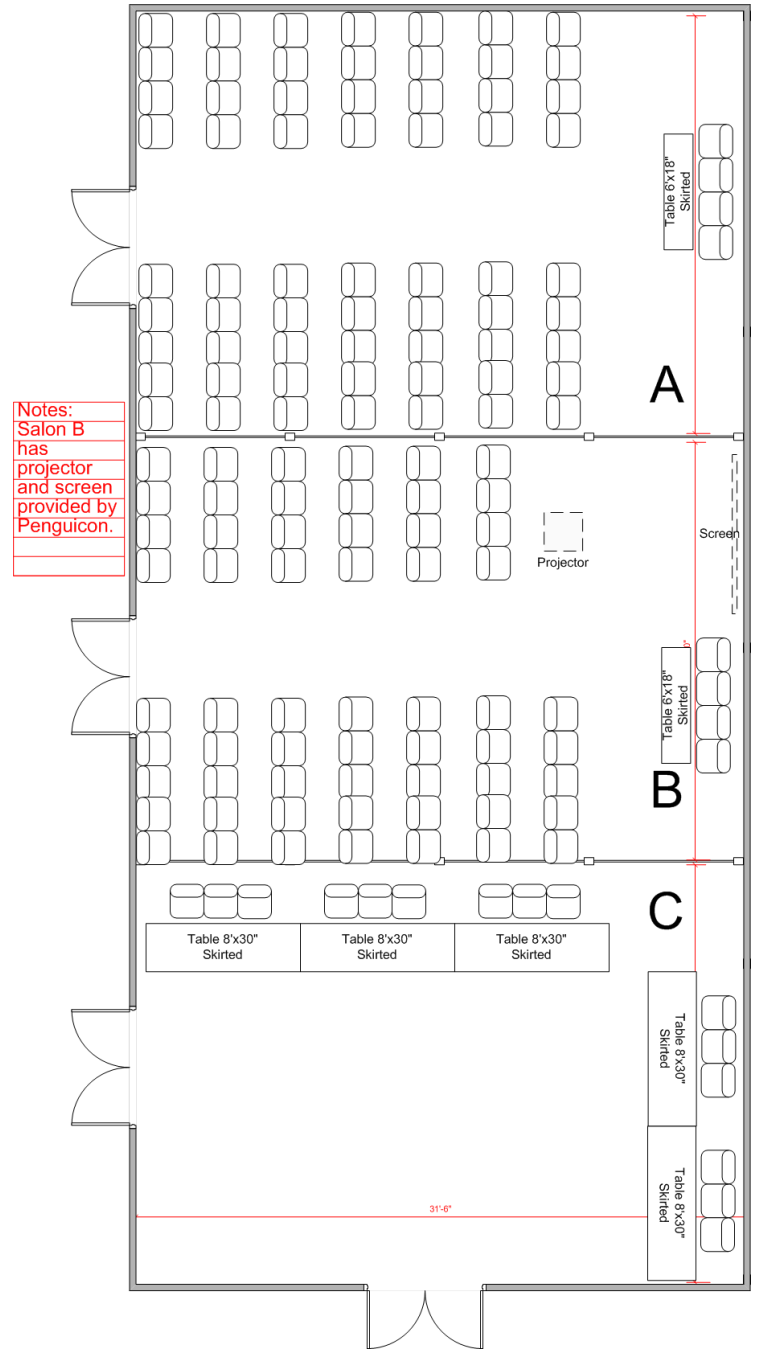 Table 6'x18"
Skirted
A
Notes:
Salon B
has
projector
and screen
provided by
Penguicon.
Screen
Projector
Table 6'x18"
Skirted
B
C
Table 8'x30"
Skirted
Table 8'x30"
Skirted
Table 8'x30"
Skirted
Table 8'x30"
Skirted
Table 8'x30"
Skirted
31'-6"